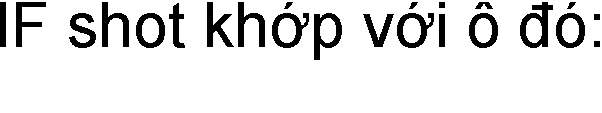 IF shot khớp với ô đó: